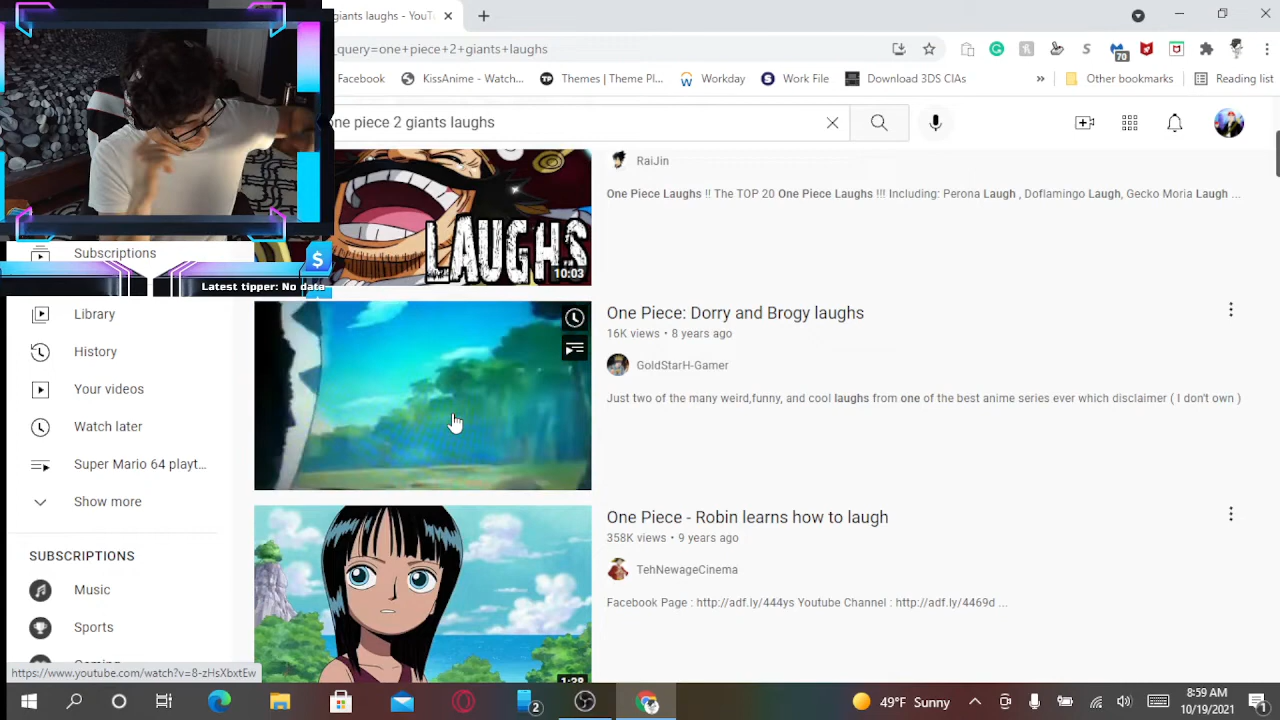 giants laughs - YouT
_query=one+piece+2+giants+laughs
70
Facebook
KissAnime - Watch...
Themes | Theme Pl...
Workday
Work File
Download 3DS CIAs
»
Other bookmarks
Reading list
ne piece 2 giants laughs
RaiJin
One Piece Laughs !! The TOP 20 One Piece Laughs !!! Including: Perona Laugh , Doflamingo Laugh, Gecko Moria Laugh ...
LAUGHS
10:03
Subscriptions
$
Latest tipper: No data
Library
History
Your videos
Watch later
Super Mario 64 playt...
Show more
SUBSCRIPTIONS
Music
Sports
One Piece: Dorry and Brogy laughs
16K views • 8 years ago
GoldStarH-Gamer
Just two of the many weird,funny, and cool laughs from one of the best anime series ever which disclaimer ( I don't own )
One Piece - Robin learns how to laugh
358K views • 9 years ago
TehNewageCinema
Facebook Page : http://adf.ly/444ys Youtube Channel : http://adf.ly/4469d ...
1:38
https://www.youtube.com/watch?v=8-zHsXbxtEw
2
49°F Sunny
8:59 AM
10/19/2021
1